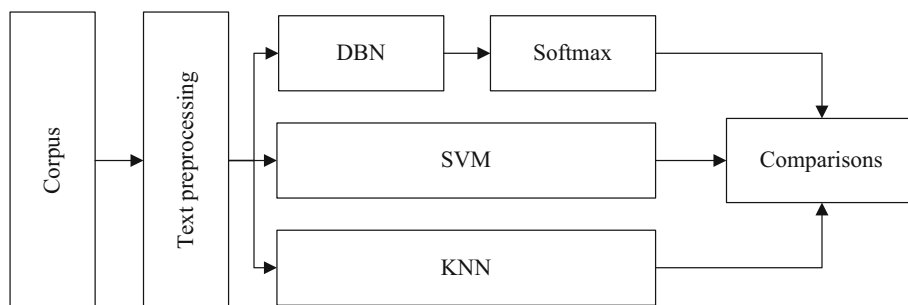 Corpus
Text preprocessing
DBN
Softmax
SVM
KNN
Comparisons